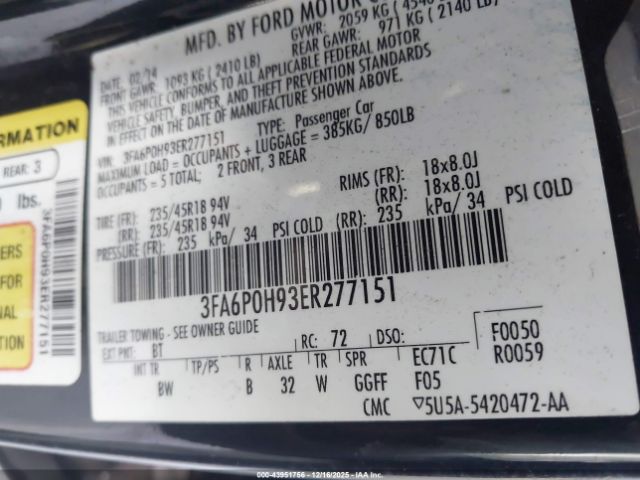 MFD. BY FORD MOTOR
DATE: 02/14 GVWR: 2059 KG
FRONT GAWR: 1093 KG (2410 LB) REAR GAWR: 971 KG (2140 LB)
THIS VEHICLE CONFORMS TO ALL APPLICABLE FEDERAL MOTOR
VEHICLE SAFETY, BUMPER, AND THEFT PREVENTION STANDARDS
IN EFFECT ON THE DATE OF MANUFACTURE SHOWN ABOVE.
VIN: 3FA6P0H93ER277151 TYPE: Passenger Car
MAXIMUM LOAD = OCCUPANTS + LUGGAGE = 385KG/ 850LB
OCCUPANTS = 5 TOTAL; 2 FRONT, 3 REAR
TIRE (FR): 235/45R18 94V RIMS (FR): 18x8.0J
(RR): 235/45R18 94V (RR): 18x8.0J
PRESSURE (FR): 235 kPa/ 34 PSI COLD (RR): 235 kPa/ 34 PSI COLD
3FA6P0H93ER277151
TRAILER TOWING - SEE OWNER GUIDE
EXT PNT: BT RC: 72 DSO: F0050
R0059
INT TR TP/PS R AXLE TR SPR EC71C
BW B 32 W GGFF F05
CMC 5U5A-5420472-AA
RMATION
REAR: 3
lbs.
3FA6P0H93ER277151
ERS
ATION
00-43951756 - 12/16/2025 - IAA, Inc.